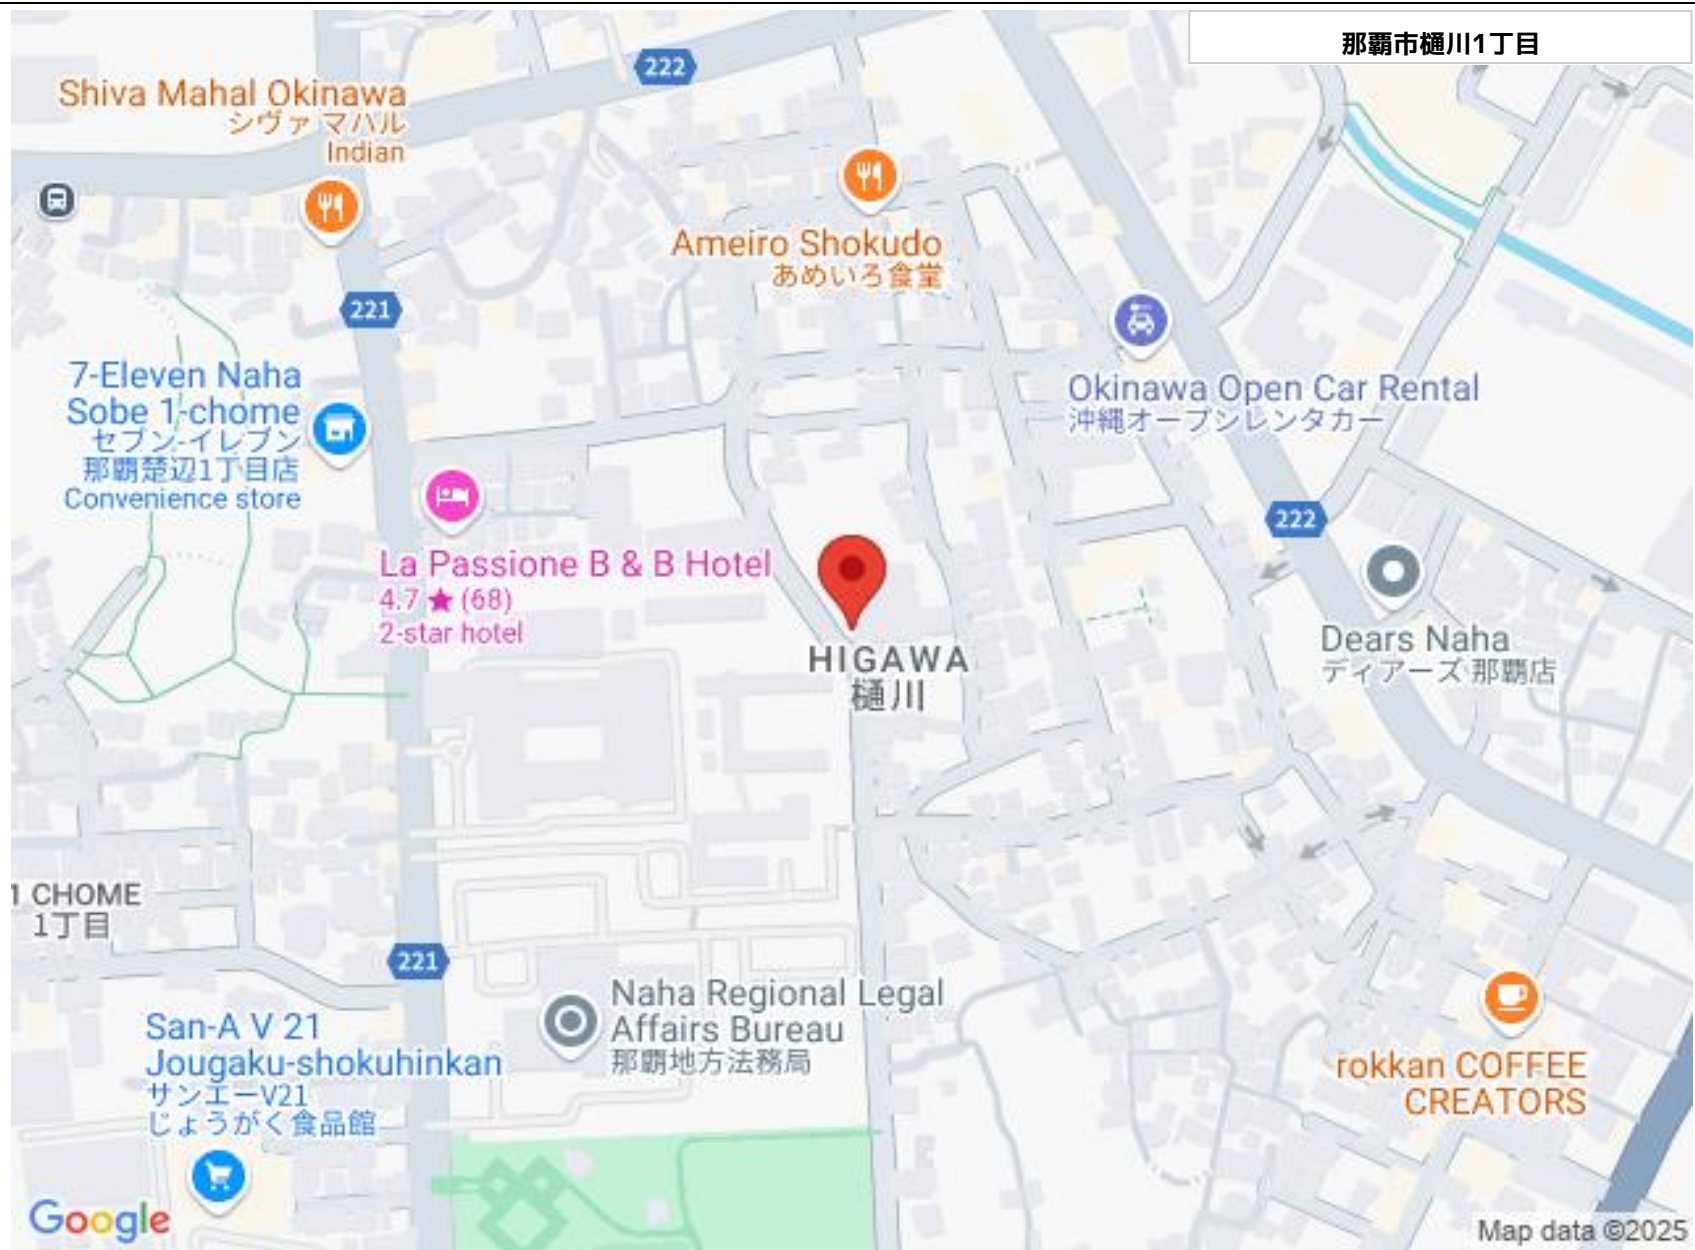 那覇市樋川1丁目
222
Shiva Mahal Okinawa
シヴァ マハル
Indian
Ameiro Shokudo
あめいろ食堂
221
7-Eleven Naha
Sobe 1-chome
セブン-イレブン
那覇楚辺1丁目店
Convenience store
Okinawa Open Car Rental
沖縄オープンレンタカー
222
La Passione B & B Hotel
4.7 ★ (68)
2-star hotel
HIGAWA
樋川
Dears Naha
ディアーズ 那覇店
1 CHOME
1丁目
221
Naha Regional Legal
Affairs Bureau
那覇地方法務局
San-A V 21
Jougaku-shokuhinkan
サンエーV21
じょうがく食品館
rokkan COFFEE
CREATORS
Google
Map data ©2025